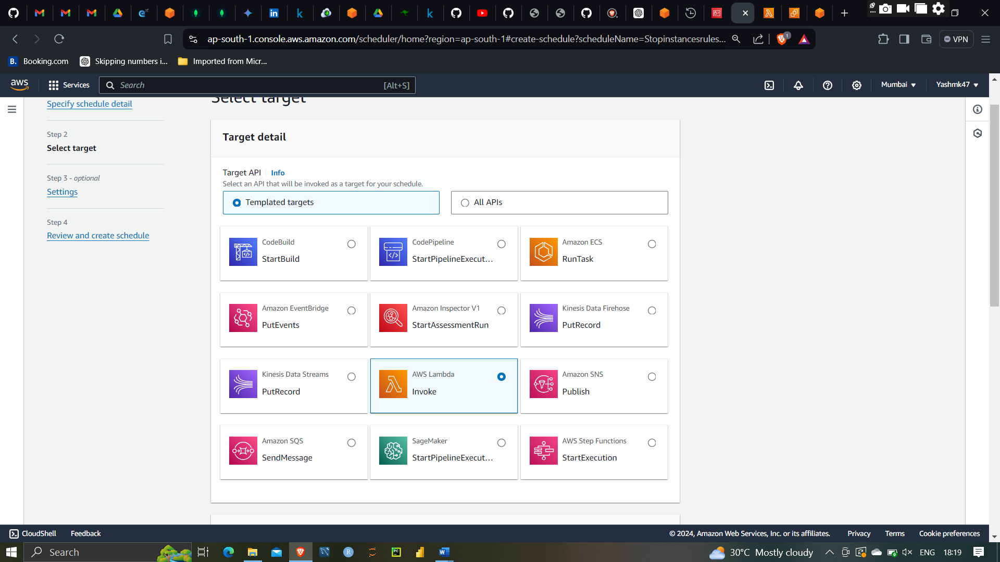 ap-south-1.console.aws.amazon.com/scheduler/home?region=ap-south-1#create-schedule?scheduleName=Stopinstancesrules...
1
VPN
B. Booking.com
Skipping numbers i...
Imported from Micr...
aws
Services
Search
[Alt+S]
Mumbai
Yashmk47
Specify schedule detail
Step 2
Select target
Step 3 - optional
Settings
Step 4
Review and create schedule
Select target
Target detail
Target API
Info
Select an API that will be invoked as a target for your schedule.
Templated targets
All APIs
CodeBuild
StartBuild
CodePipeline
StartPipelineExecut...
Amazon ECS
RunTask
Amazon EventBridge
PutEvents
Amazon Inspector V1
StartAssessmentRun
Kinesis Data Firehose
PutRecord
Kinesis Data Streams
PutRecord
AWS Lambda
Invoke
Amazon SNS
Publish
Amazon SQS
SendMessage
SageMaker
StartPipelineExecut...
AWS Step Functions
StartExecution
CloudShell
Feedback
© 2024, Amazon Web Services, Inc. or its affiliates.
Privacy
Terms
Cookie preferences
Search
30°C Mostly cloudy
ENG
18:19